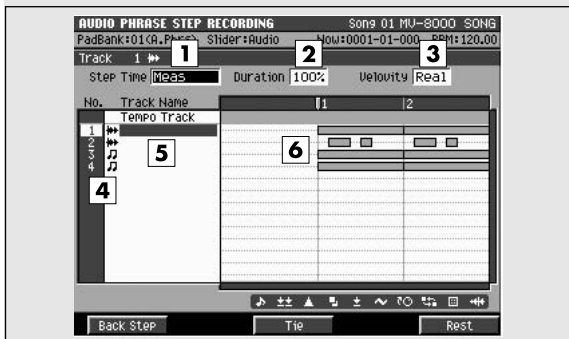 AUDIO PHRASE STEP RECORDING Song 01 MV-8000 SONG
PadBank:01(A.Phrs) Slider:Audio Now:0001-01-000 BPM:120.00
Track 1 1 2 3
Step Time Meas Duration 100% Velocity Real
No. Track Name 1 2
Tempo Track
1
2
3
4
4 5 6
Back Step Tie Rest